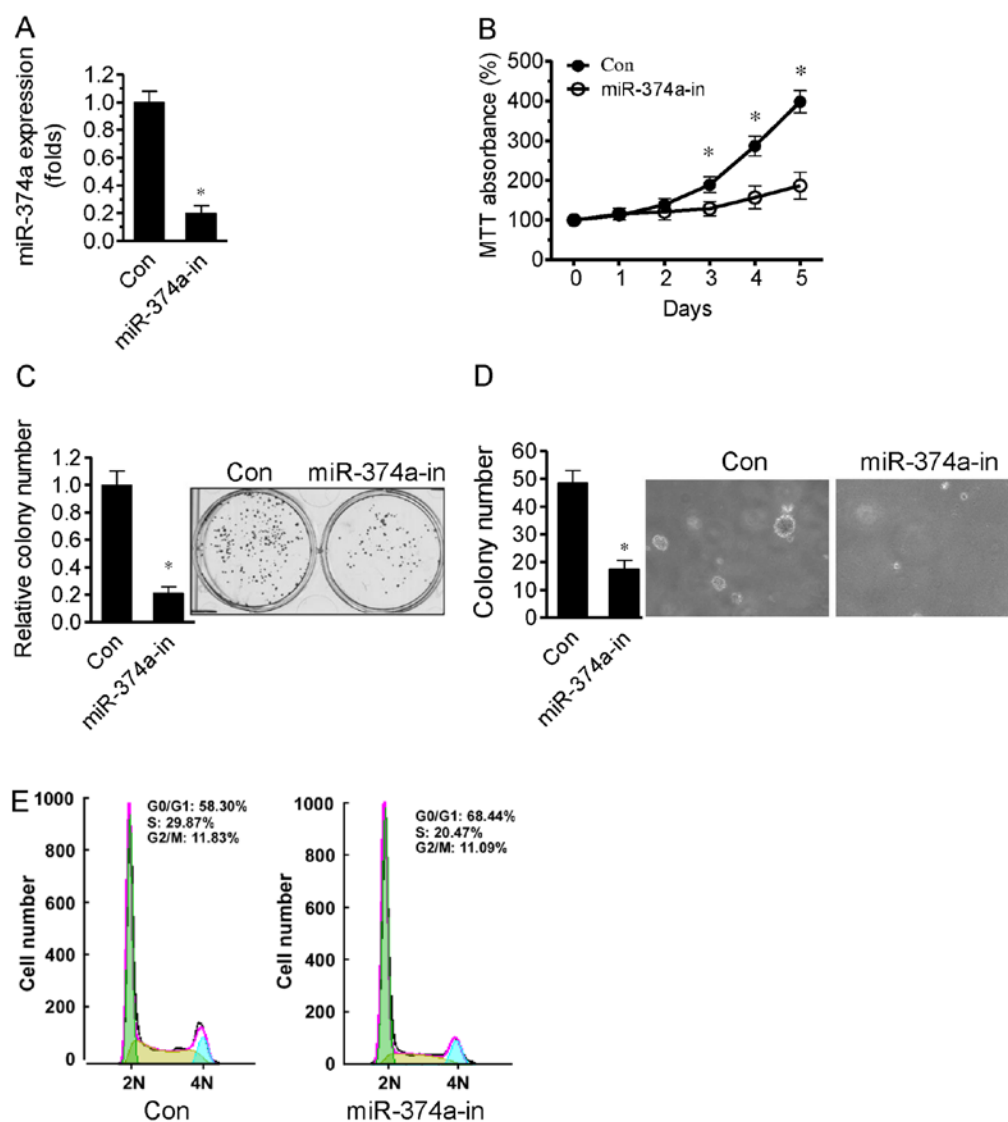 A
miR-374a expression
(folds)
1.2
1.0
0.8
0.6
0.4
0.2
0.0
*
Con
miR-374a-in
B
MTT absorbance (%)
500
400
300
200
100
0
Con
miR-374a-in
* * *
0 1 2 3 4 5
Days
C
Relative colony number
1.2
1.0
0.8
0.6
0.4
0.2
0.0
*
Con
miR-374a-in
Con miR-374a-in
D
Colony number
60
50
40
30
20
10
0
*
Con
miR-374a-in
Con miR-374a-in
E
Cell number
1000
800
600
400
200
0
G0/G1: 58.30%
S: 29.87%
G2/M: 11.83%
2N 4N
Con
Cell number
1000
800
600
400
200
0
G0/G1: 68.44%
S: 20.47%
G2/M: 11.09%
2N 4N
miR-374a-in